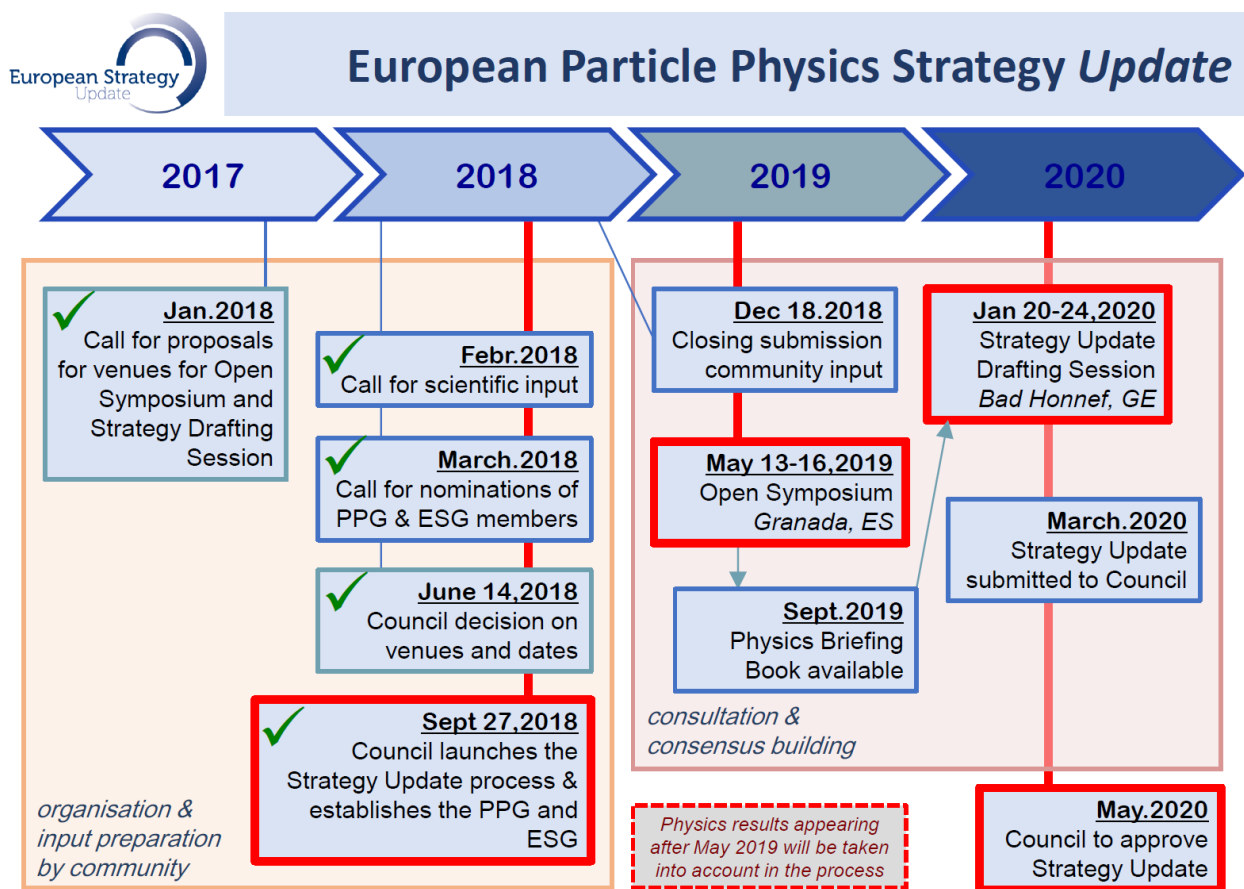 European Strategy
Update
European Particle Physics Strategy Update
2017
2018
2019
2020
Jan.2018
Call for proposals
for venues for Open
Symposium and
Strategy Drafting
Session
Febr.2018
Call for scientific input
March.2018
Call for nominations of
PPG & ESG members
June 14,2018
Council decision on
venues and dates
Sept 27,2018
Council launches the
Strategy Update process &
establishes the PPG and
ESG
organisation &
input preparation
by community
Dec 18.2018
Closing submission
community input
May 13-16,2019
Open Symposium
Granada, ES
Sept.2019
Physics Briefing
Book available
consultation &
consensus building
Jan 20-24,2020
Strategy Update
Drafting Session
Bad Honnef, GE
March.2020
Strategy Update
submitted to Council
Physics results appearing
after May 2019 will be taken
into account in the process
May.2020
Council to approve
Strategy Update